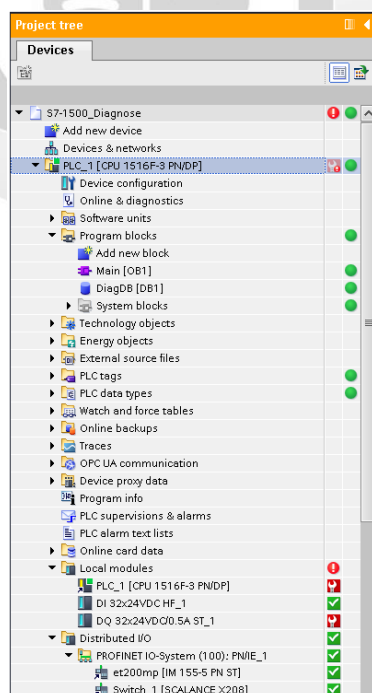 Project tree
Devices
S7-1500_Diagnose
Add new device
Devices & networks
PLC_1 [CPU 1516F-3 PN/DP]
Device configuration
Online & diagnostics
Software units
Program blocks
Add new block
Main [OB1]
DiagDB [DB1]
System blocks
Technology objects
Energy objects
External source files
PLC tags
PLC data types
Watch and force tables
Online backups
Traces
OPC UA communication
Device proxy data
Program info
PLC supervisions & alarms
PLC alarm text lists
Online card data
Local modules
PLC_1 [CPU 1516F-3 PN/DP]
DI 32x24VDC HF_1
DQ 32x24VDC/0.5A ST_1
Distributed I/O
PROFINET IO-System (100): PN/IE_1
et200mp [IM 155-5 PN ST]
Switch_1 [SCALANCE X208]